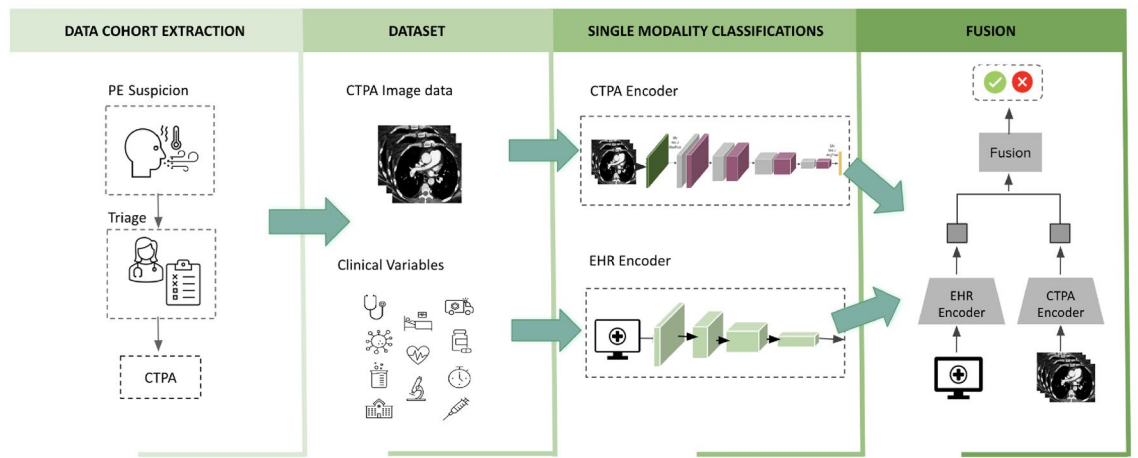 DATA COHORT EXTRACTION
DATASET
SINGLE MODALITY CLASSIFICATIONS
FUSION
PE Suspicion
Triage
CTPA
CTPA Image data
Clinical Variables
CTPA Encoder
EHR Encoder
Fusion
EHR
Encoder
CTPA
Encoder